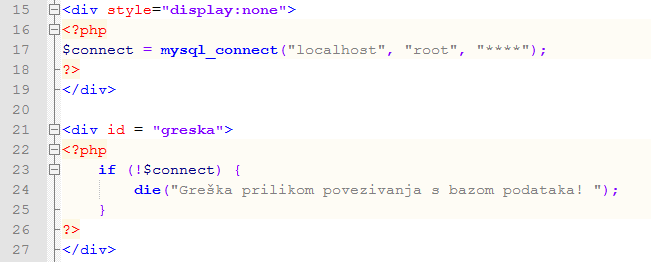 15 <div style="display:none">
16 <?php
17 $connect = mysql_connect("localhost", "root", "****");
18 ?>
19 </div>
20
21 <div id = "greska">
22 <?php
23 if (!$connect) {
24 die("Greška prilikom povezivanja s bazom podataka! ");
25 }
26 ?>
27 </div>